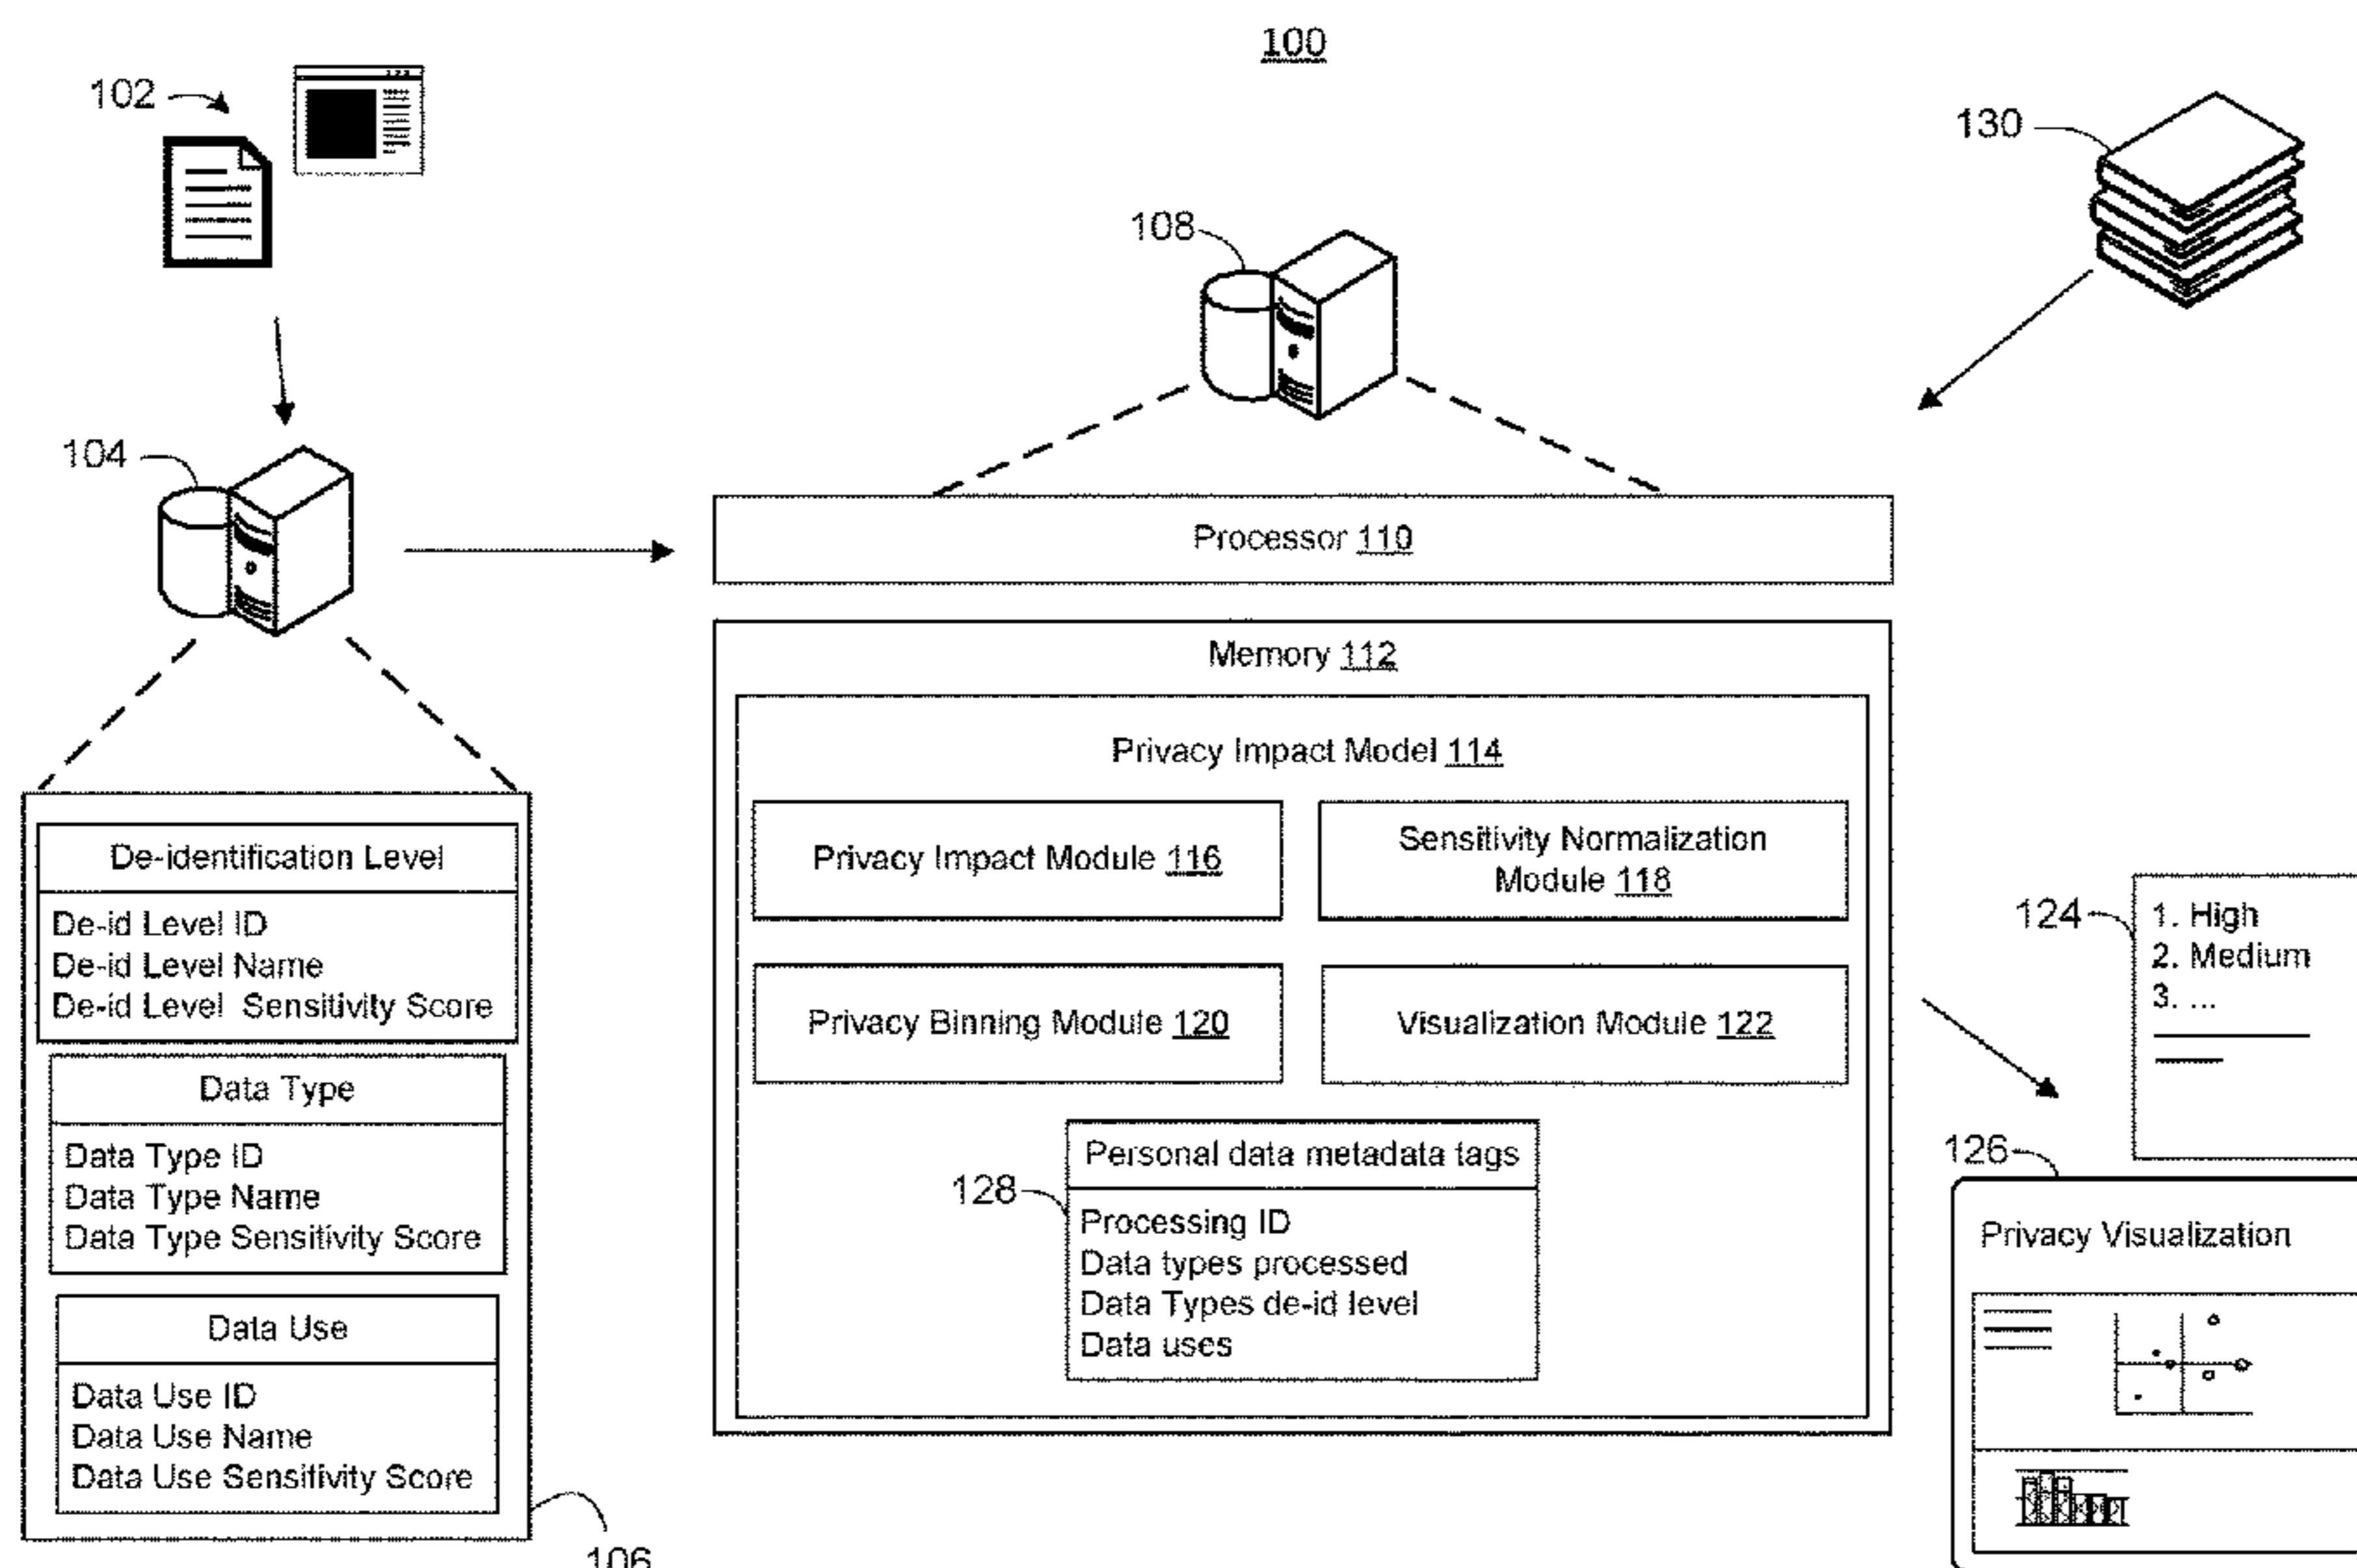 100
102
130
108
104
Processor 110
Memory 112
Privacy Impact Model 114
Privacy Impact Module 116
Sensitivity Normalization
Module 118
Privacy Binning Module 120
Visualization Module 122
Personal data metadata tags
128
Processing ID
Data types processed
Data Types de-id level
Data uses
De-identification Level
De-id Level ID
De-id Level Name
De-id Level Sensitivity Score
Data Type
Data Type ID
Data Type Name
Data Type Sensitivity Score
Data Use
Data Use ID
Data Use Name
Data Use Sensitivity Score
106
124
1. High
2. Medium
3. ...
126
Privacy Visualization